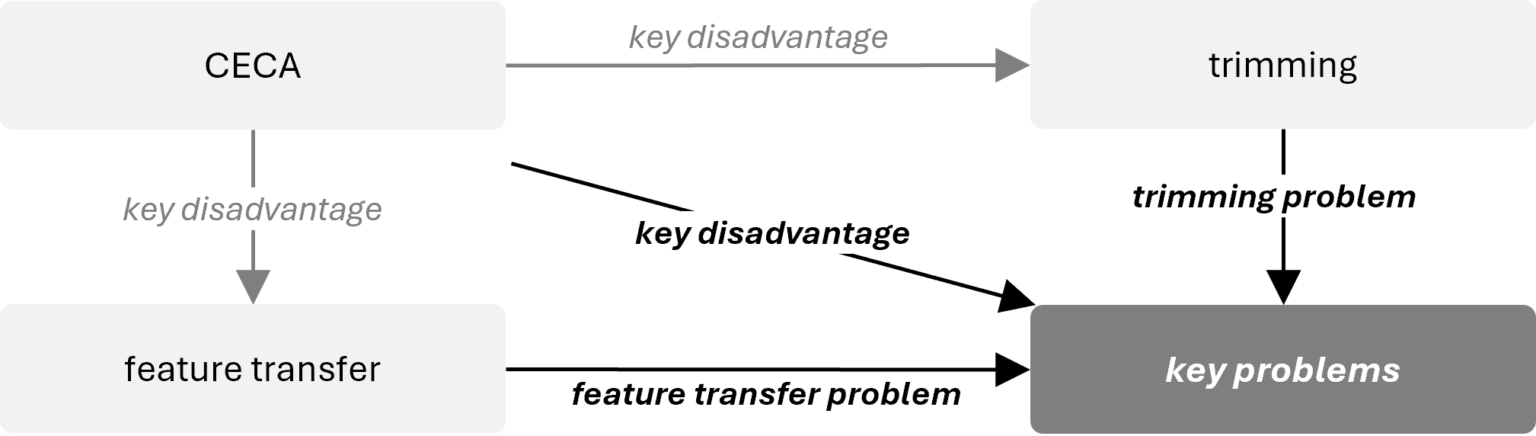 CECA
key disadvantage
trimming
key disadvantage
trimming problem
key disadvantage
feature transfer
feature transfer problem
key problems